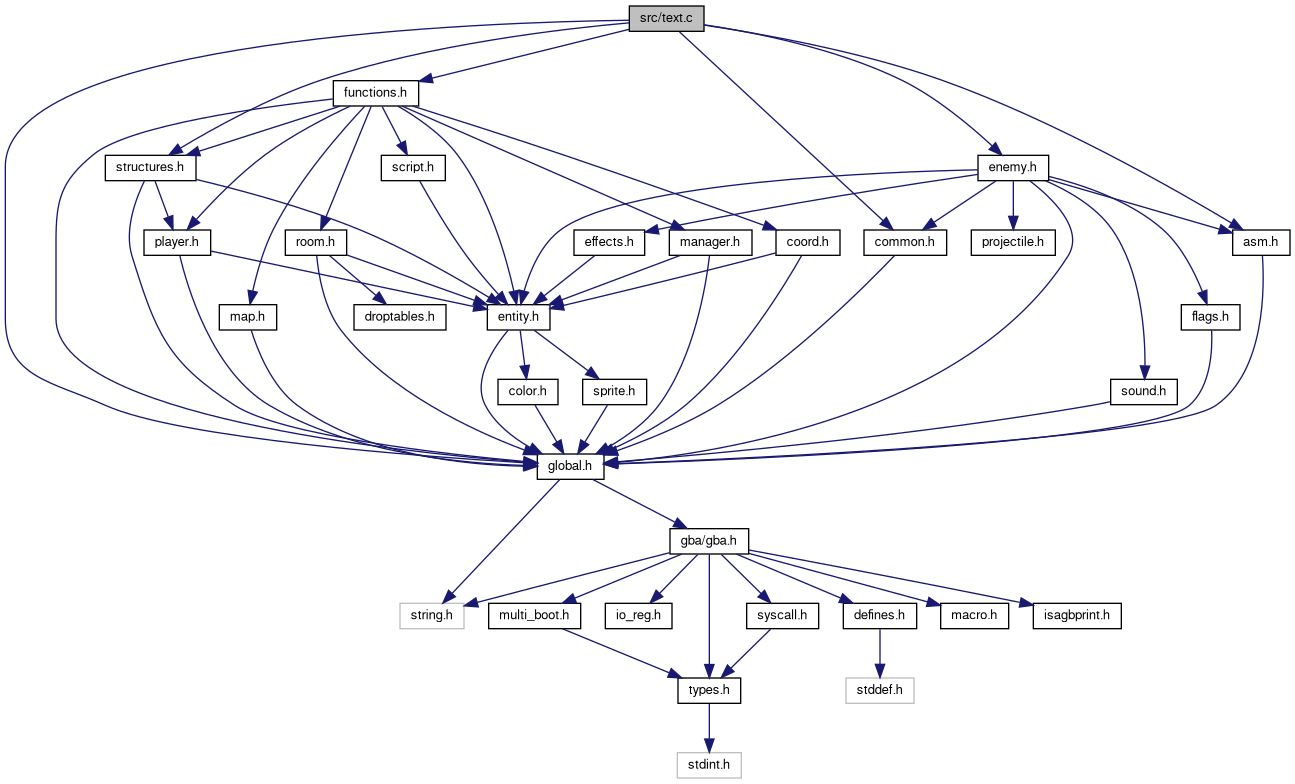 src/text.c
functions.h
structures.h
script.h
enemy.h
player.h
room.h
effects.h
manager.h
coord.h
common.h
projectile.h
asm.h
map.h
droptables.h
entity.h
flags.h
color.h
sprite.h
sound.h
global.h
gba/gba.h
string.h
multi_boot.h
io_reg.h
syscall.h
defines.h
macro.h
isagbprint.h
types.h
stddef.h
stdint.h